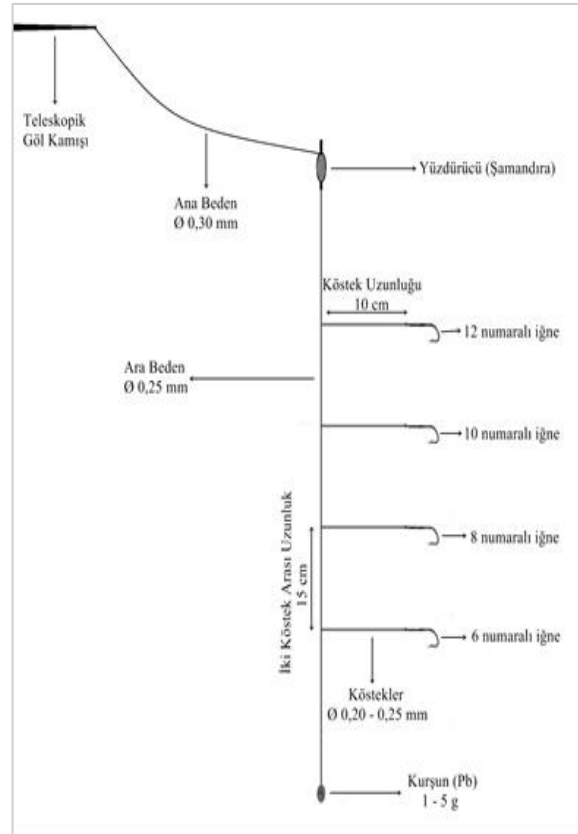 Teleskopik
Göl Kamışı
Yüzdürücü (Şamandıra)
Ana Beden
Ø 0,30 mm
Köstek Uzunluğu
10 cm
12 numaralı iğne
Ara Beden
Ø 0,25 mm
10 numaralı iğne
İki Köstek Arası Uzunluk
15 cm
8 numaralı iğne
6 numaralı iğne
Köstekler
Ø 0,20 - 0,25 mm
Kurşun (Pb)
1 - 5 g